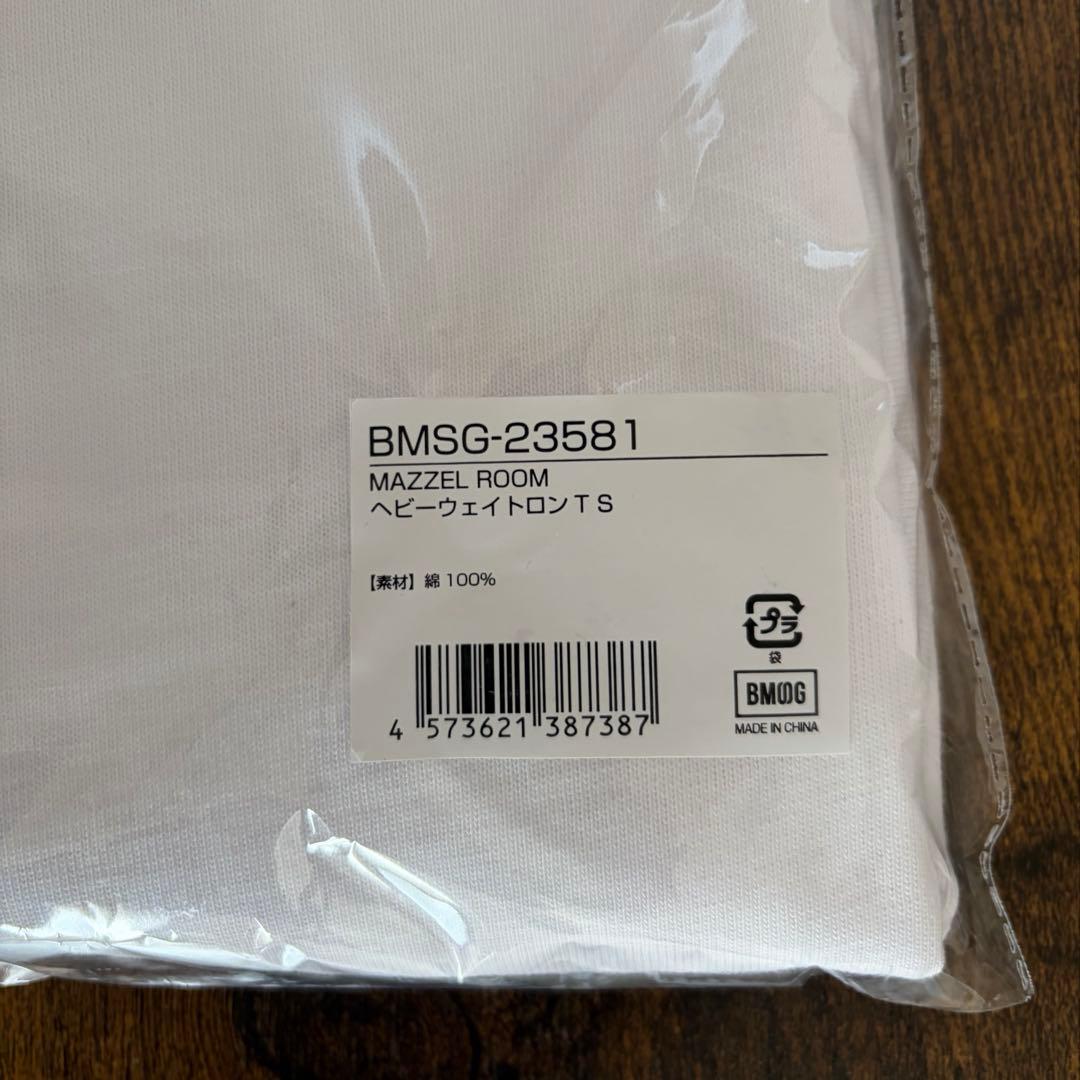 BMSG-23581
MAZZEL ROOM
ヘビーウェイトロンT S
【素材】綿 100%
プラ
袋
BMSG
MADE IN CHINA
4 573621 387387